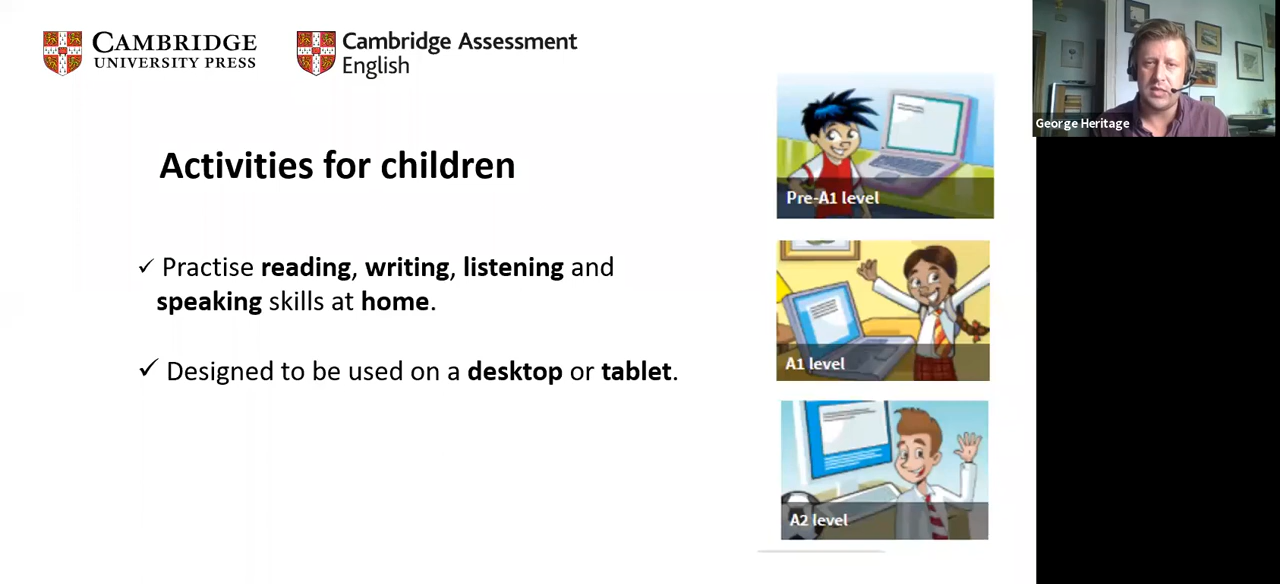 CAMBRIDGE
UNIVERSITY PRESS
Cambridge Assessment
English
George Heritage
Activities for children
✓ Practise reading, writing, listening and
speaking skills at home.
✓ Designed to be used on a desktop or tablet.
Pre-A1 level
A1 level
A2 level